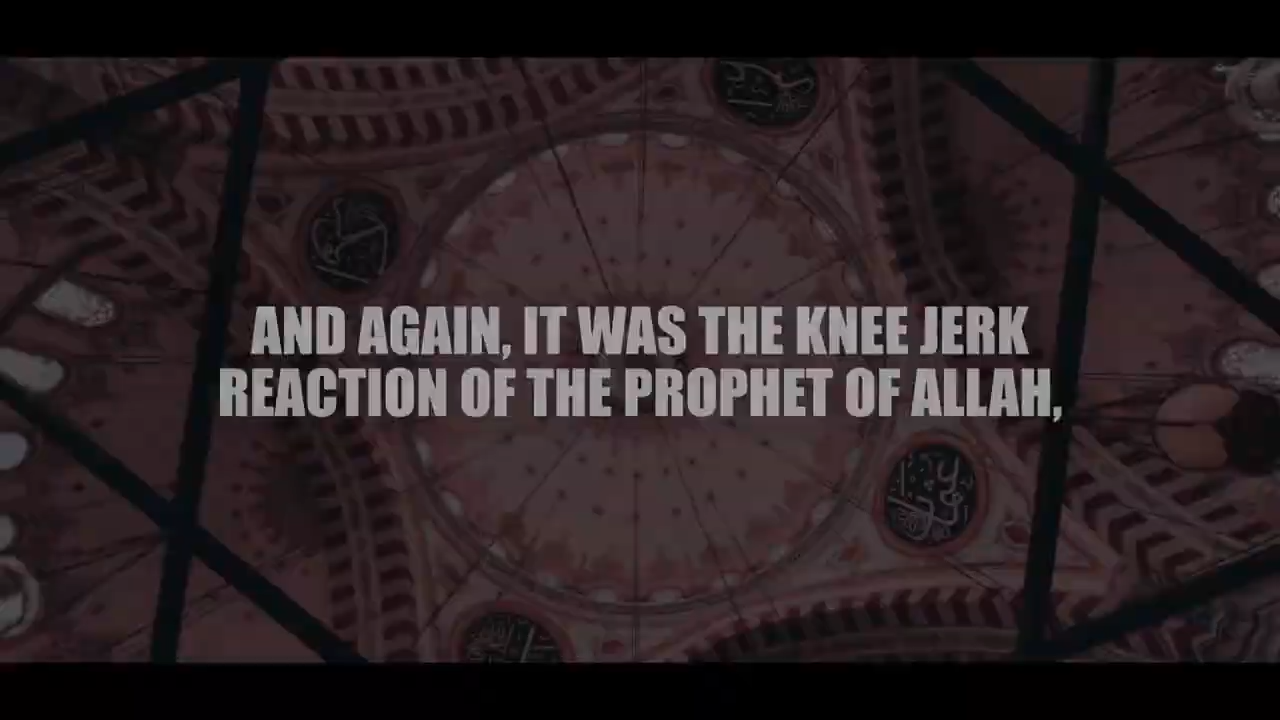 AND AGAIN, IT WAS THE KNEE JERK
REACTION OF THE PROPHET OF ALLAH,